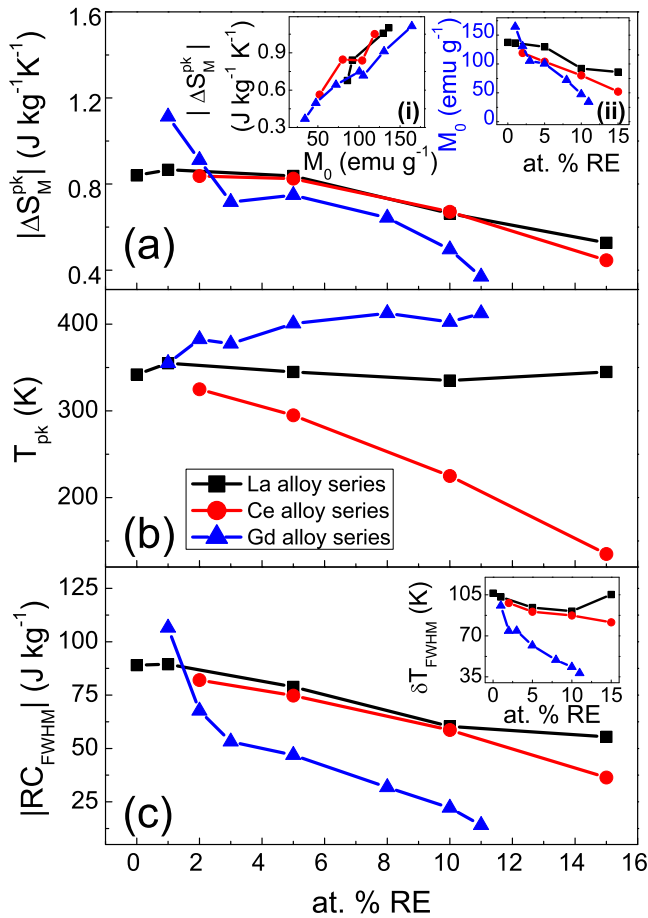 |ΔS_M^pk| (J kg⁻¹K⁻¹)
1.6
1.2
0.8
0.4
(a)
|ΔS_M^pk|
(J kg⁻¹ K⁻¹)
0.9
0.6
0.3
(i)
50 100 150
M₀ (emu g⁻¹)
M₀ (emu g⁻¹)
150
100
50
0
(ii)
0 5 10 15
at. % RE
T_pk (K)
400
300
200
(b)
La alloy series
Ce alloy series
Gd alloy series
|RC_FWHM| (J kg⁻¹)
125
100
75
50
25
(c)
δT_FWHM (K)
105
70
35
0 5 10 15
at. % RE
0 2 4 6 8 10 12 14 16
at. % RE